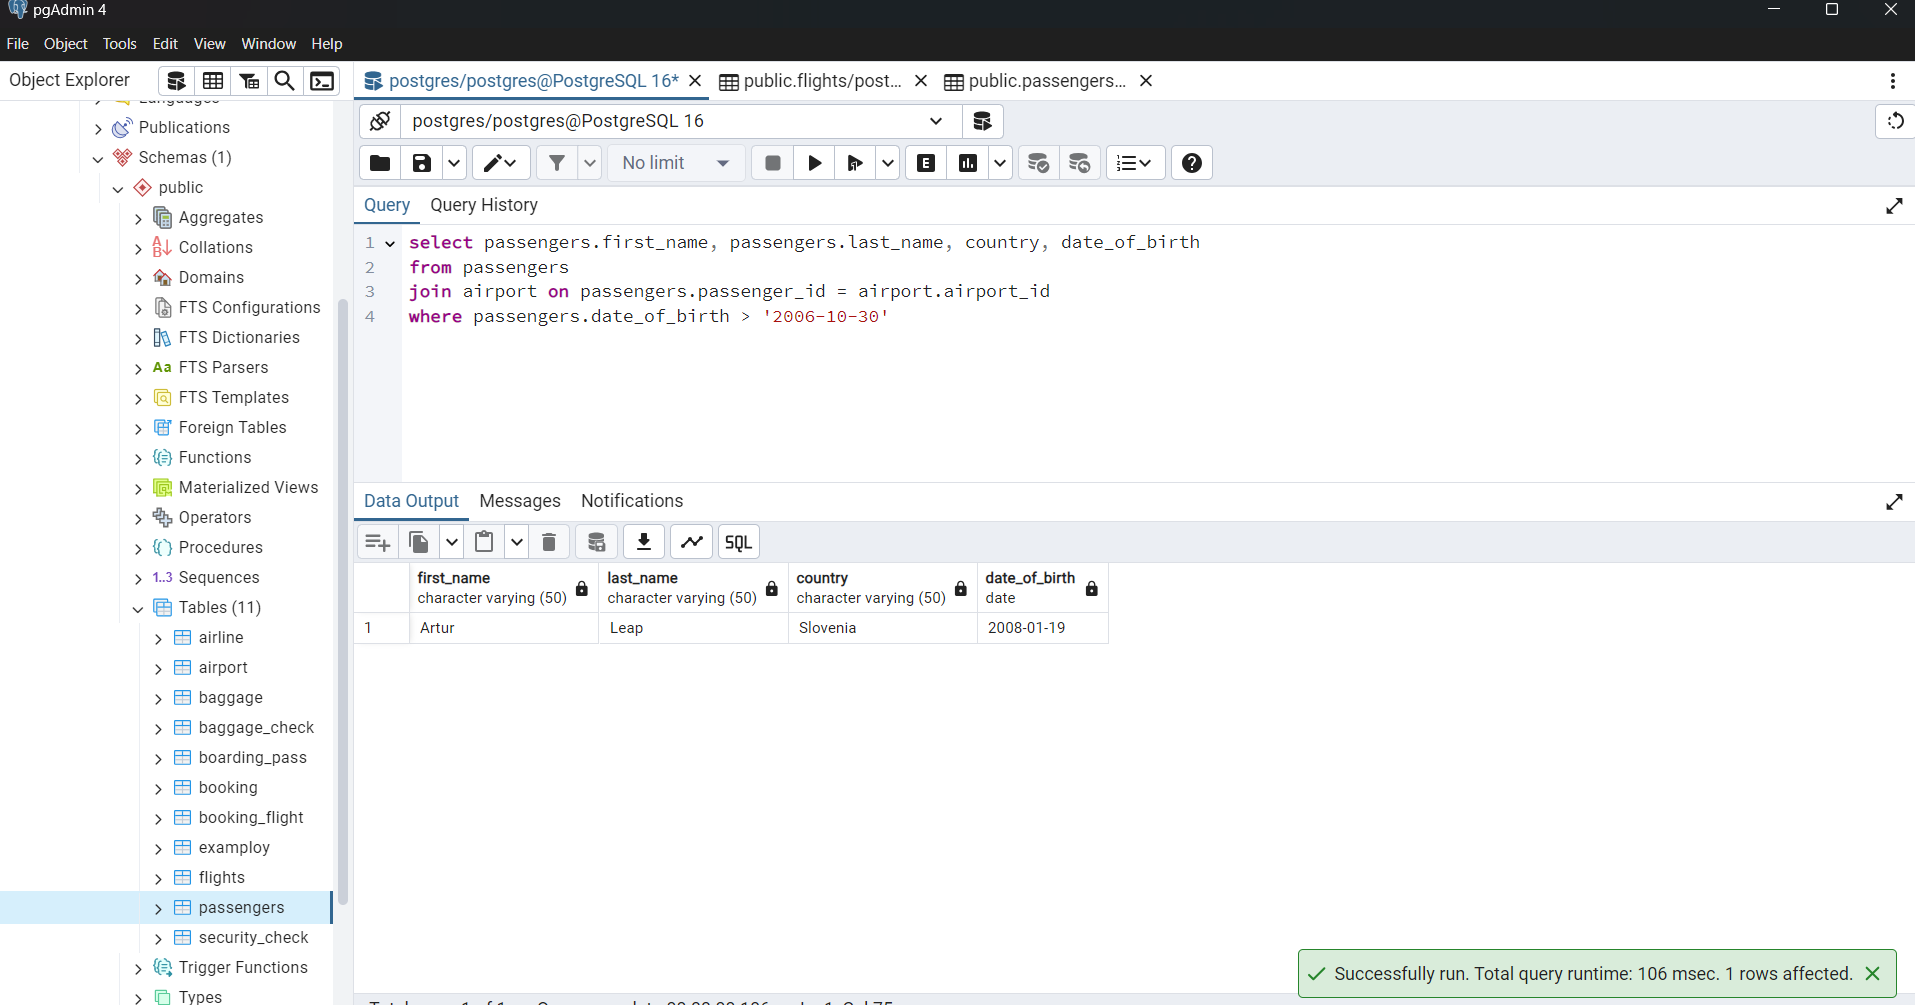 pgAdmin 4
File Object Tools Edit View Window Help
Object Explorer
postgres/postgres@PostgreSQL 16*
public.flights/post...
public.passengers...
postgres/postgres@PostgreSQL 16
No limit
E
Query Query History
1 select passengers.first_name, passengers.last_name, country, date_of_birth
2 from passengers
3 join airport on passengers.passenger_id = airport.airport_id
4 where passengers.date_of_birth > '2006-10-30'
Data Output Messages Notifications
SQL
first_name last_name country date_of_birth
character varying (50) character varying (50) character varying (50) date
1 Artur Leap Slovenia 2008-01-19
Languages
Publications
Schemas (1)
public
Aggregates
Collations
Domains
FTS Configurations
FTS Dictionaries
Aa FTS Parsers
FTS Templates
Foreign Tables
Functions
Materialized Views
Operators
Procedures
1..3 Sequences
Tables (11)
airline
airport
baggage
baggage_check
boarding_pass
booking
booking_flight
examploy
flights
passengers
security_check
Trigger Functions
Types
Successfully run. Total query runtime: 106 msec. 1 rows affected.